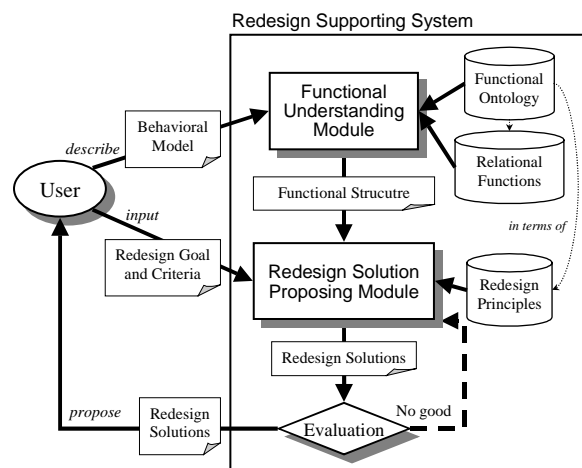 Redesign Supporting System
Functional
Understanding
Module
Functional
Ontology
Behavioral
Model
describe
Relational
Functions
User
Functional Strucutre
input
in terms of
Redesign Goal
and Criteria
Redesign Solution
Proposing Module
Redesign
Principles
Redesign Solutions
propose
Redesign
Solutions
Evaluation
No good